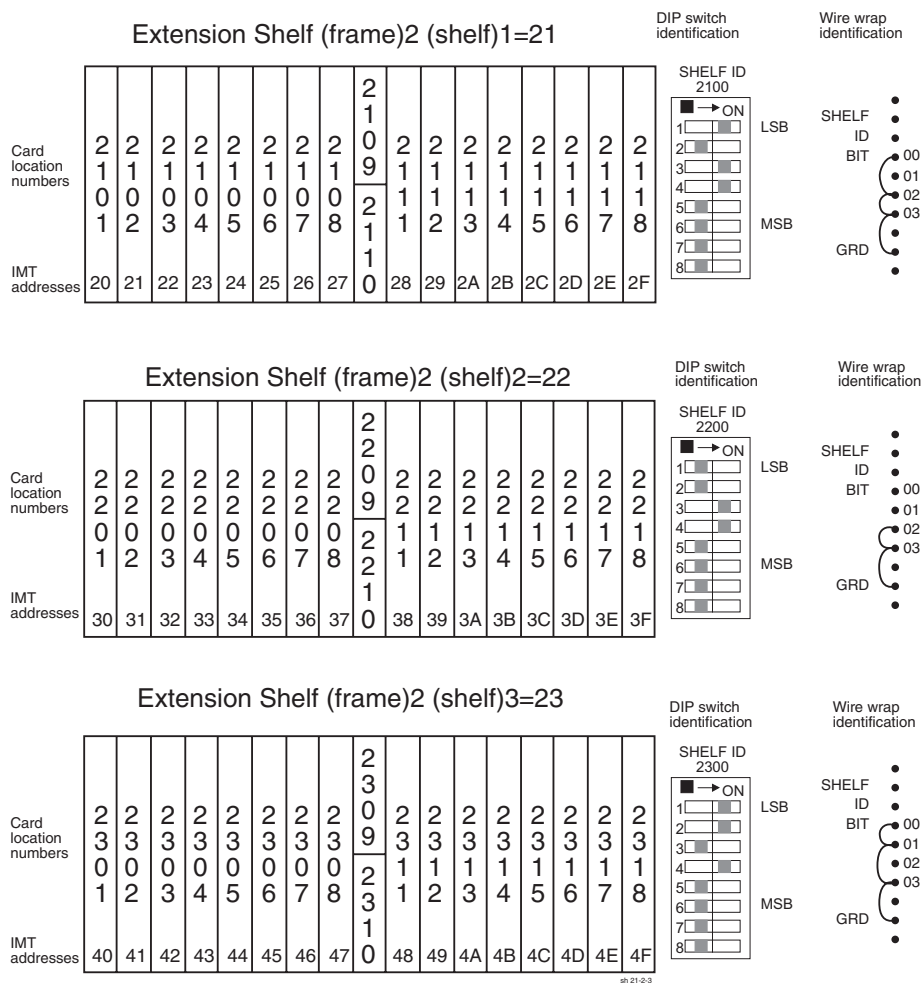 Extension Shelf (frame)2 (shelf)1=21
DIP switch identification
Wire wrap identification
Card location numbers
2101 2102 2103 2104 2105 2106 2107 2108 2109 2110 2111 2112 2113 2114 2115 2116 2117 2118
IMT addresses
20 21 22 23 24 25 26 27 28 29 2A 2B 2C 2D 2E 2F
SHELF ID
2100
ON
1 LSB
2
3
4
5
6 MSB
7
8
SHELF
ID
BIT 00
01
02
03
GRD
Extension Shelf (frame)2 (shelf)2=22
DIP switch identification
Wire wrap identification
Card location numbers
2201 2202 2203 2204 2205 2206 2207 2208 2209 2210 2211 2212 2213 2214 2215 2216 2217 2218
IMT addresses
30 31 32 33 34 35 36 37 38 39 3A 3B 3C 3D 3E 3F
SHELF ID
2200
ON
1 LSB
2
3
4
5
6 MSB
7
8
SHELF
ID
BIT 00
01
02
03
GRD
Extension Shelf (frame)2 (shelf)3=23
DIP switch identification
Wire wrap identification
Card location numbers
2301 2302 2303 2304 2305 2306 2307 2308 2309 2310 2311 2312 2313 2314 2315 2316 2317 2318
IMT addresses
40 41 42 43 44 45 46 47 48 49 4A 4B 4C 4D 4E 4F
SHELF ID
2300
ON
1 LSB
2
3
4
5
6 MSB
7
8
SHELF
ID
BIT 00
01
02
03
GRD
sh 21-2-3